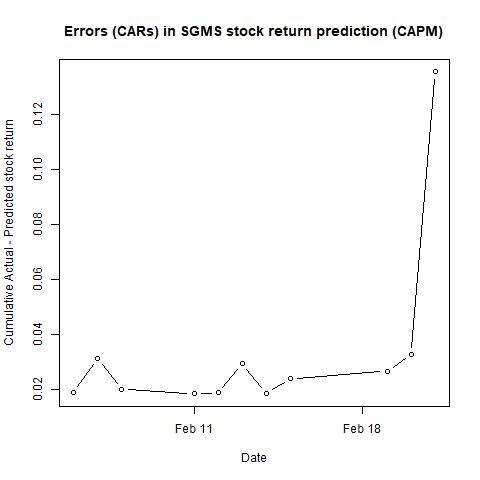 Errors (CARs) in SGMS stock return prediction (CAPM)
Cumulative Actual - Predicted stock return
0.12
0.10
0.08
0.06
0.04
0.02
Feb 11
Feb 18
Date